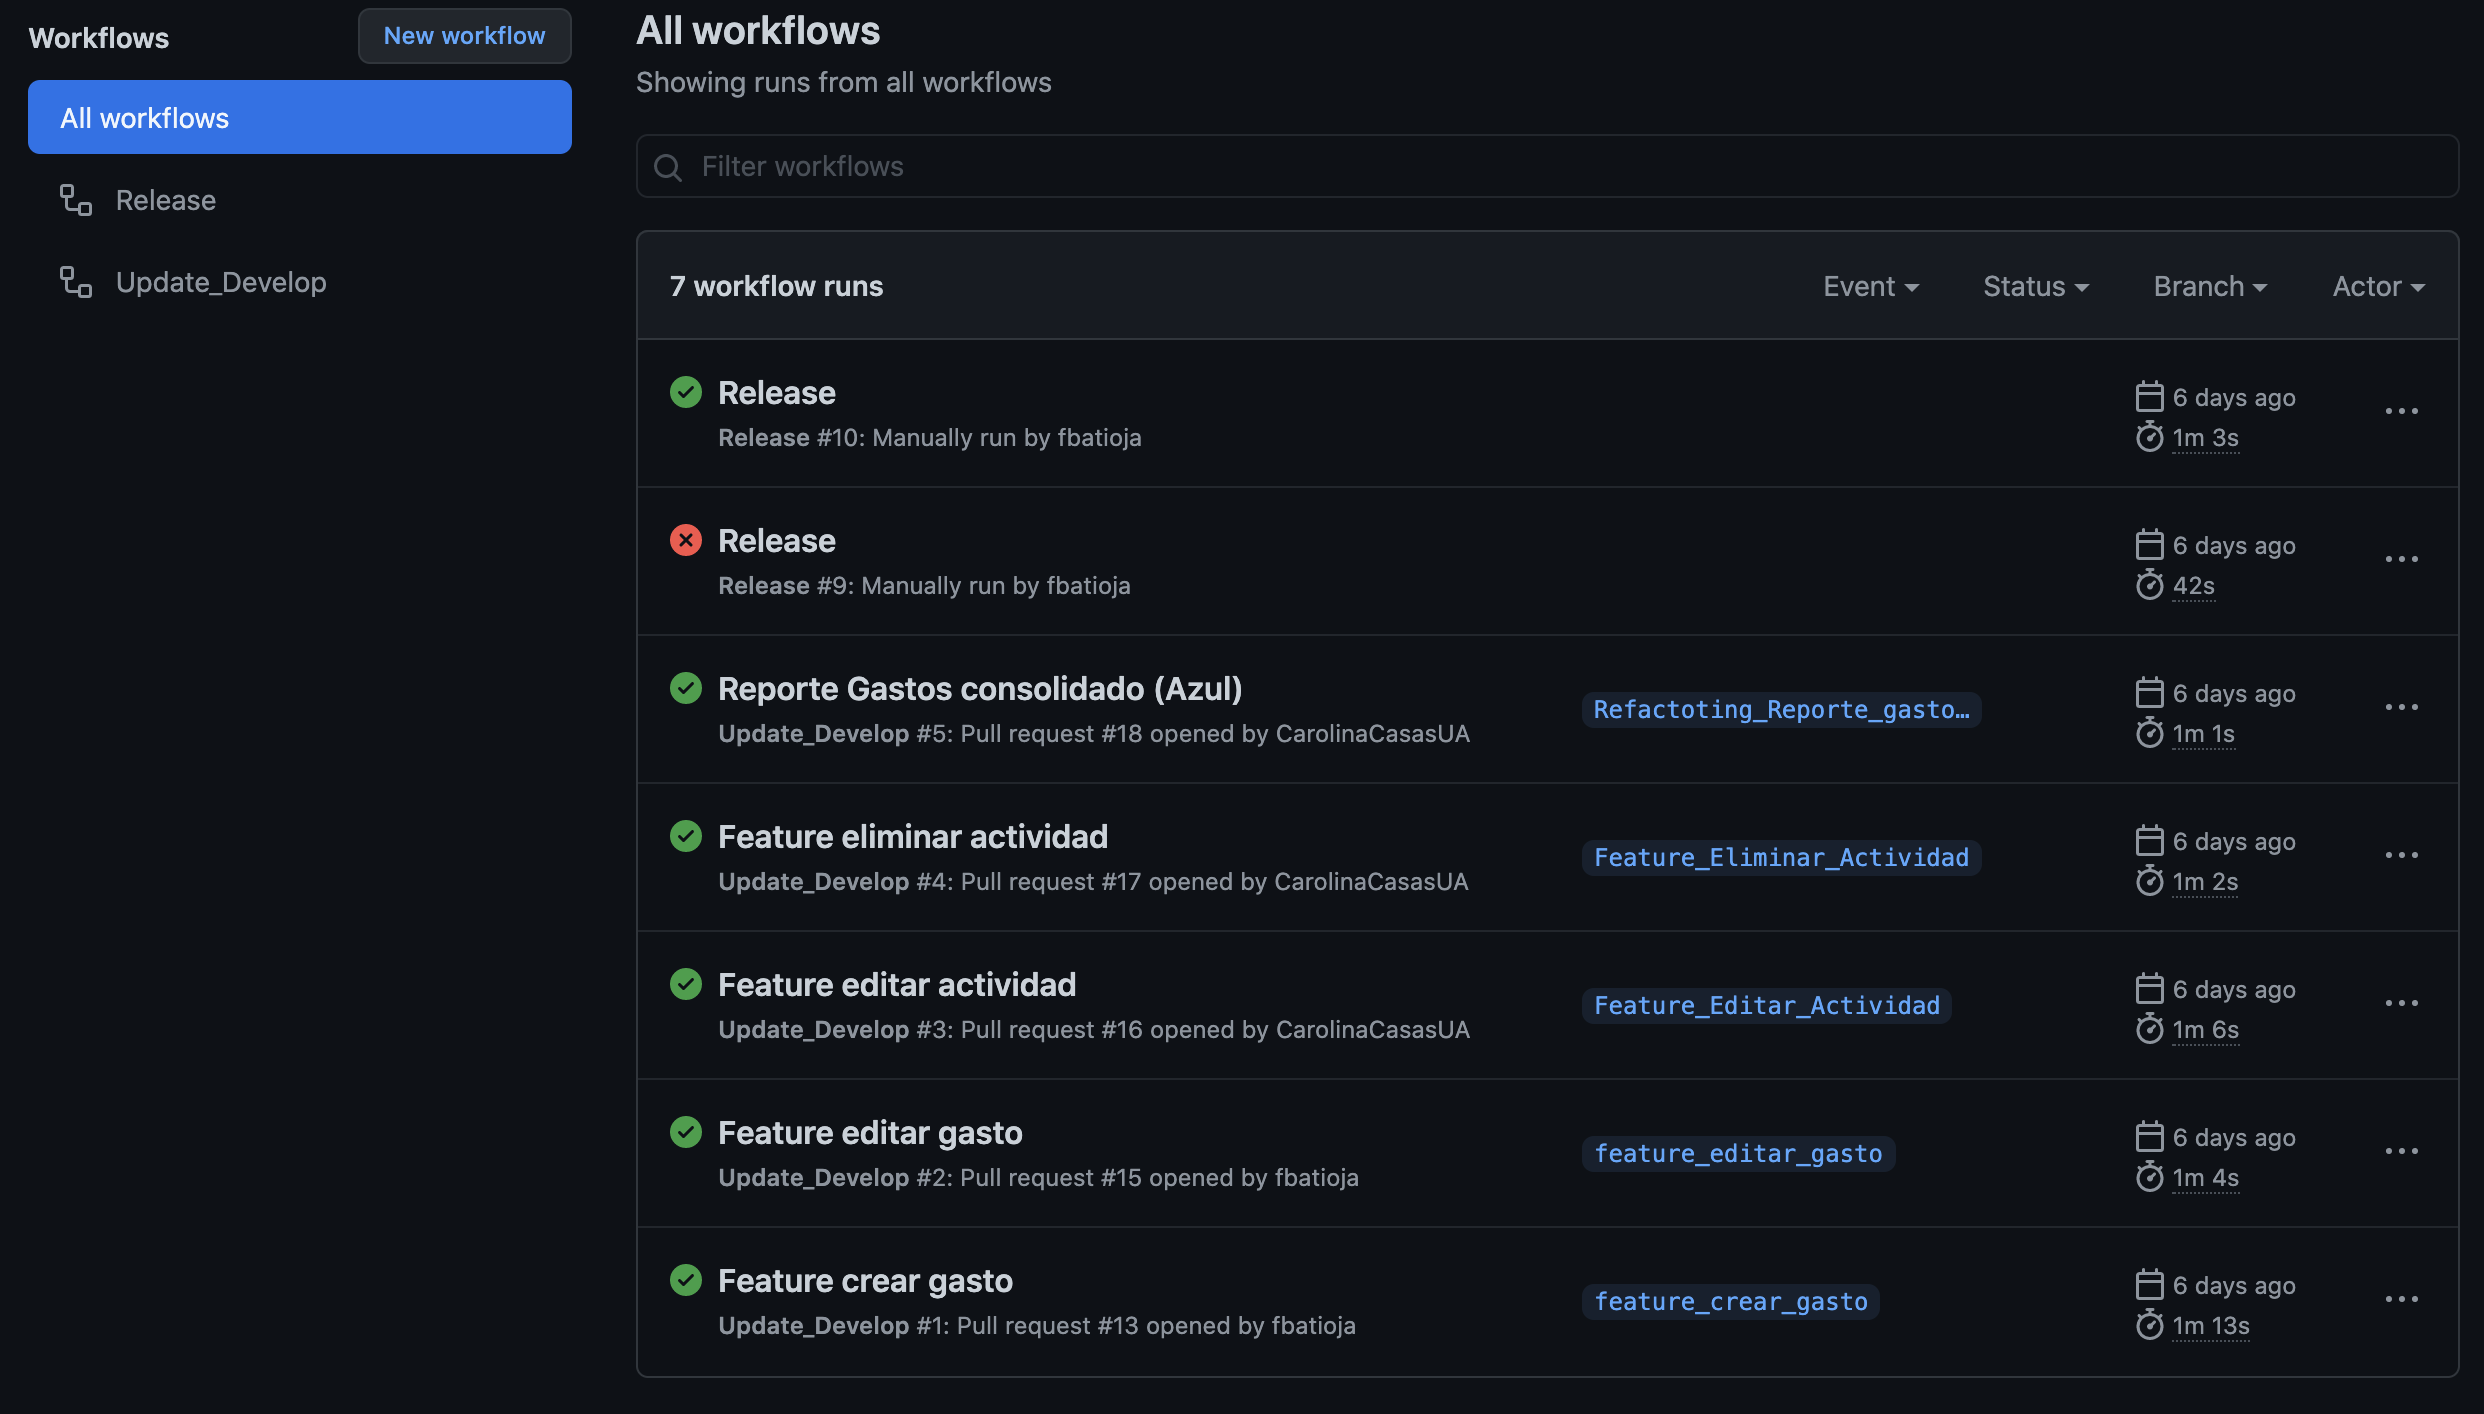 Workflows
New workflow
All workflows
Release
Update_Develop
All workflows
Showing runs from all workflows
Filter workflows
7 workflow runs
Event
Status
Branch
Actor
Release
Release #10: Manually run by fbatioja
6 days ago
1m 3s
Release
Release #9: Manually run by fbatioja
6 days ago
42s
Reporte Gastos consolidado (Azul)
Update_Develop #5: Pull request #18 opened by CarolinaCasasUA
Refactoting_Reporte_gasto…
6 days ago
1m 1s
Feature eliminar actividad
Update_Develop #4: Pull request #17 opened by CarolinaCasasUA
Feature_Eliminar_Actividad
6 days ago
1m 2s
Feature editar actividad
Update_Develop #3: Pull request #16 opened by CarolinaCasasUA
Feature_Editar_Actividad
6 days ago
1m 6s
Feature editar gasto
Update_Develop #2: Pull request #15 opened by fbatioja
feature_editar_gasto
6 days ago
1m 4s
Feature crear gasto
Update_Develop #1: Pull request #13 opened by fbatioja
feature_crear_gasto
6 days ago
1m 13s